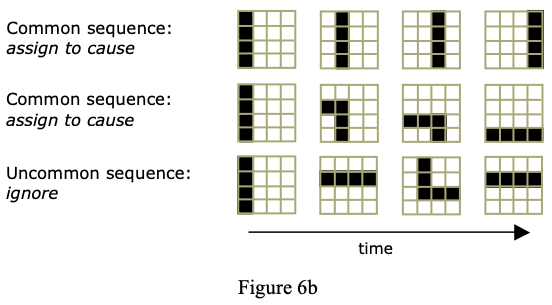 Common sequence:
assign to cause
Common sequence:
assign to cause
Uncommon sequence:
ignore
time
Figure 6b